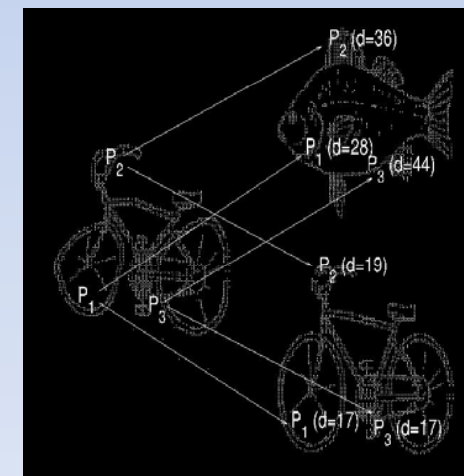 P2 (d=36)
P1 (d=28)
P3 (d=44)
P2
P1
P3
P2 (d=19)
P1 (d=17)
P3 (d=17)